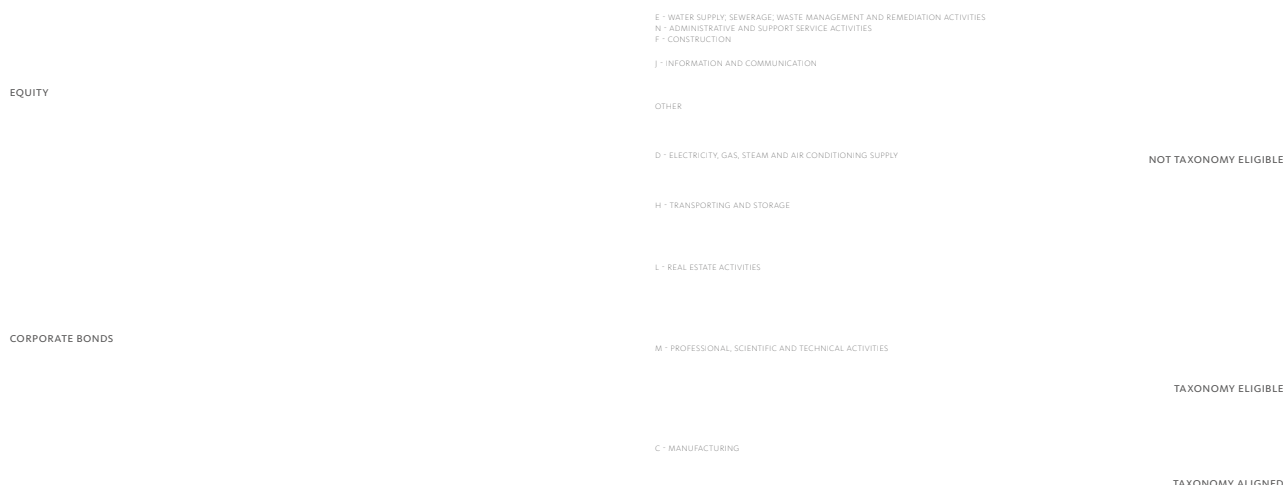 E - WATER SUPPLY; SEWERAGE; WASTE MANAGEMENT AND REMEDIATION ACTIVITIES
N - ADMINISTRATIVE AND SUPPORT SERVICE ACTIVITIES
F - CONSTRUCTION
J - INFORMATION AND COMMUNICATION
EQUITY
OTHER
D - ELECTRICITY, GAS, STEAM AND AIR CONDITIONING SUPPLY
NOT TAXONOMY ELIGIBLE
H - TRANSPORTING AND STORAGE
L - REAL ESTATE ACTIVITIES
CORPORATE BONDS
M - PROFESSIONAL, SCIENTIFIC AND TECHNICAL ACTIVITIES
TAXONOMY ELIGIBLE
C - MANUFACTURING
TAXONOMY ALIGNED